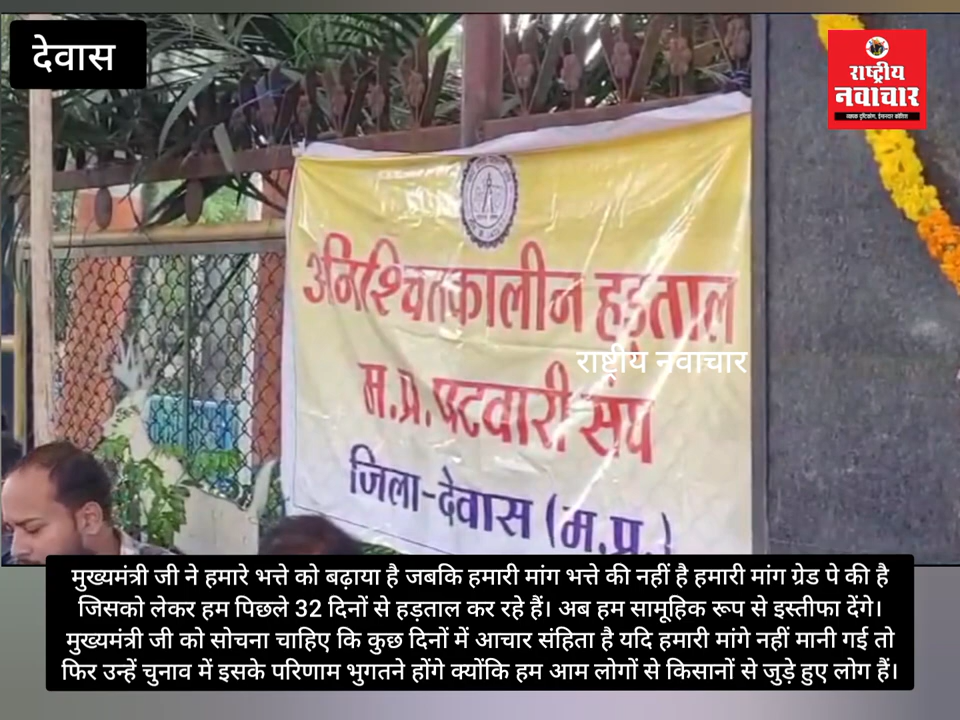 देवास
राष्ट्रीय
नवाचार
अनिश्चितकालीन हड़ताल
राष्ट्रीय नवाचार
म.प्र.पटवारी संघ
जिला-देवास (म.प्र.)
मुख्यमंत्री जी ने हमारे भत्ते को बढ़ाया है जबकि हमारी मांग भत्ते की नहीं है हमारी मांग ग्रेड पे की है
जिसको लेकर हम पिछले 32 दिनों से हड़ताल कर रहे हैं। अब हम सामूहिक रूप से इस्तीफा देंगे।
मुख्यमंत्री जी को सोचना चाहिए कि कुछ दिनों में आचार संहिता है यदि हमारी मांगे नहीं मानी गई तो
फिर उन्हें चुनाव में इसके परिणाम भुगतने होंगे क्योंकि हम आम लोगों से किसानों से जुड़े हुए लोग हैं।